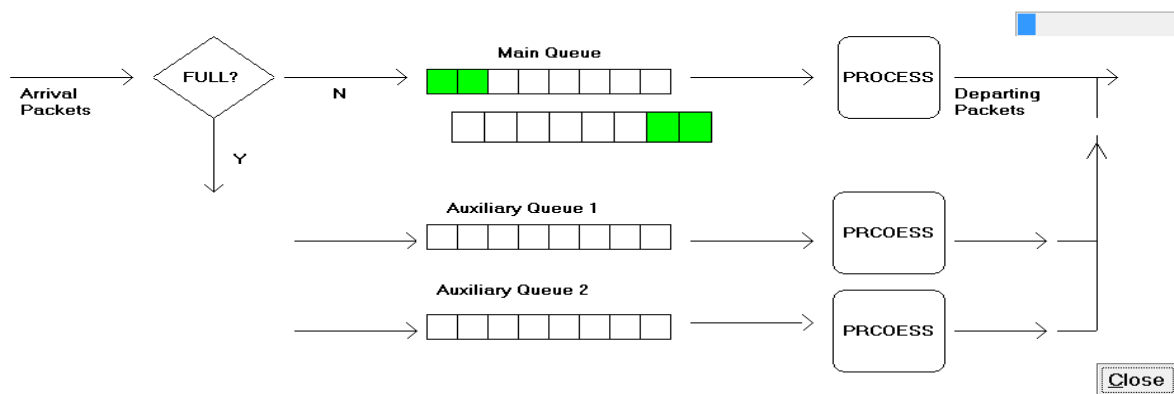 Main Queue
FULL?
PROCESS
Arrival
Packets
N
Departing
Packets
Y
Auxiliary Queue 1
PRCOESS
Auxiliary Queue 2
PRCOESS
Close